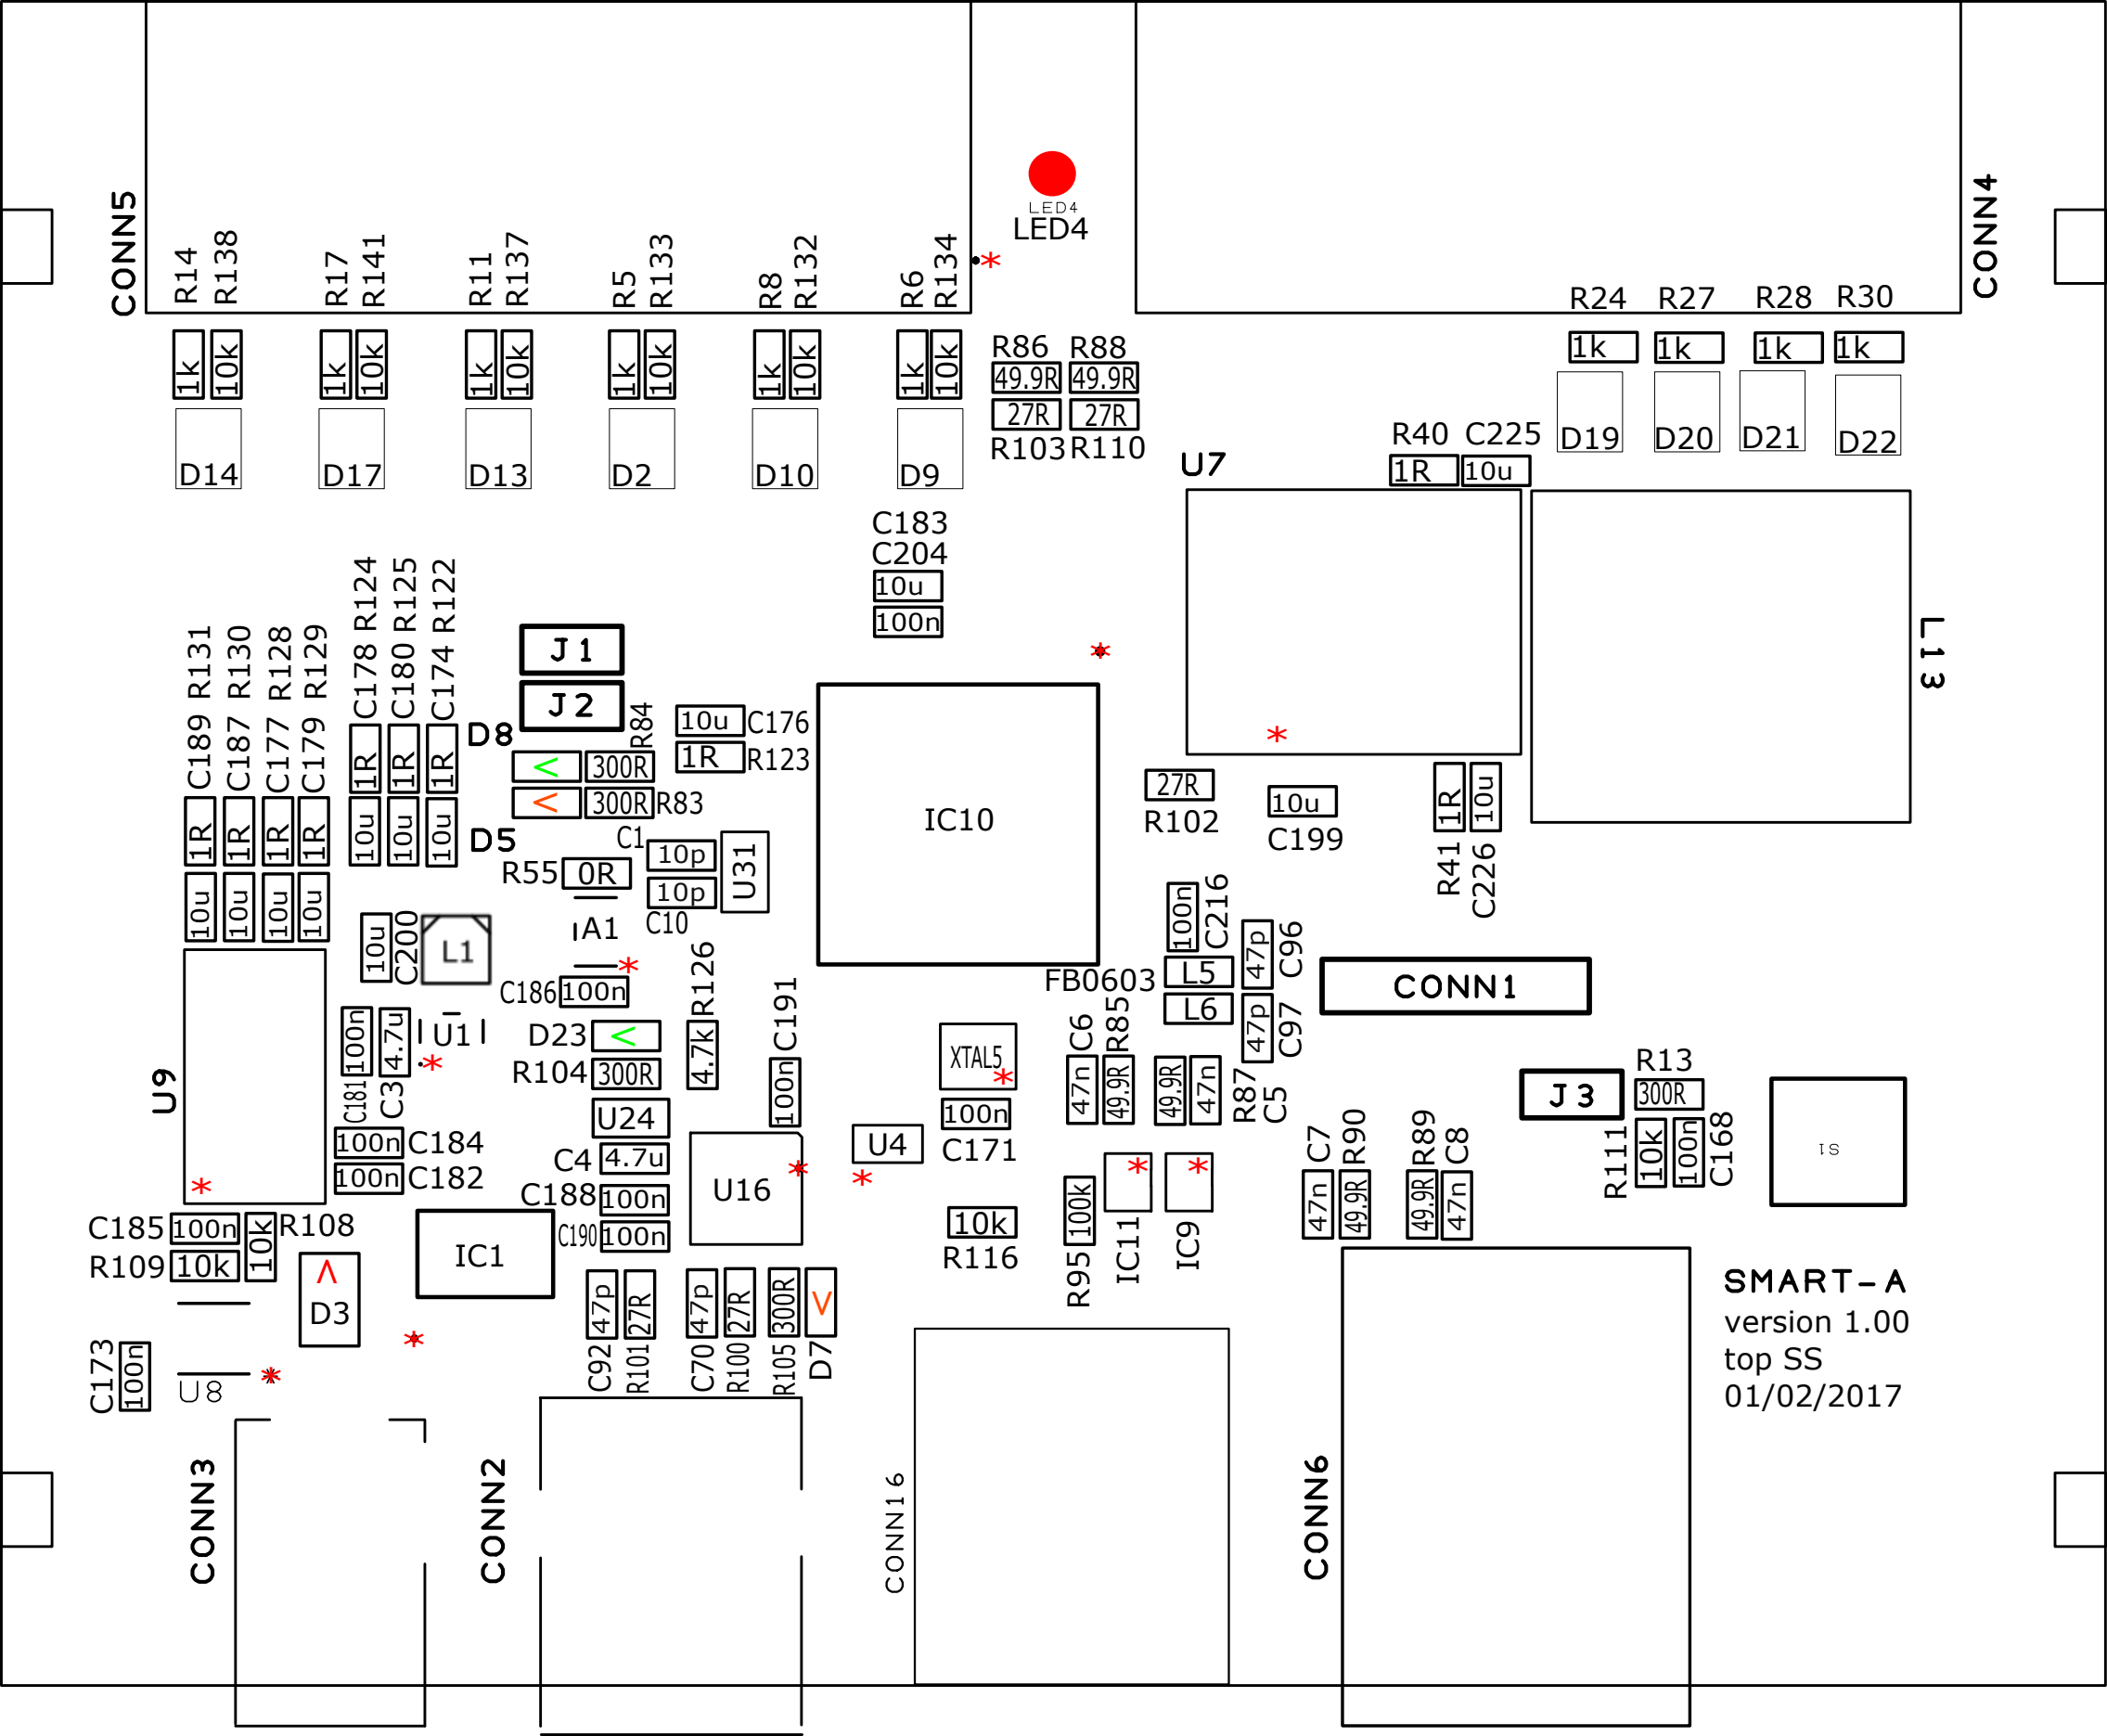 CONN5
CONN4
LED4
LED4
R14
R138
R17
R141
R11
R137
R5
R133
R8
R132
R6
R134
*
R24
R27
R28
R30
1k
10k
1k
10k
1k
10k
1k
10k
1k
10k
1k
10k
R86
R88
49.9R
49.9R
27R
27R
R103
R110
1k
1k
1k
1k
D14
D17
D13
D2
D10
D9
D19
D20
D21
D22
R40
C225
1R
10u
U7
C183
C204
10u
100n
*
L13
*
C189 R131
C187 R130
C177 R128
C179 R129
C178 R124
C180 R125
C174 R122
J1
J2
D8
R84
10u
C176
1R
R123
<
300R
<
300R
R83
D5
1R
1R
1R
10u
10u
10u
1R
1R
1R
1R
10u
10u
10u
10u
IC10
27R
R102
10u
C199
1R
10u
R41
C226
C1
10p
10p
C10
U31
R55
0R
A1
*
10u
C200
L1
C186
100n
R126
4.7k
C191
100n
100n
C216
FB0603
L5
L6
47p
C96
47p
C97
CONN1
U9
100n
C181
4.7u
C3
U1
*
D23
<
R104
300R
U24
C4
4.7u
C188
100n
C190
100n
U16
*
U4
*
XTAL5
*
100n
C171
C6
R85
47n
49.9R
49.9R
47n
R87
C5
J3
R13
300R
R111
10k
100n
C168
S1
100n
C184
100n
C182
*
C185
100n
10k
R108
R109
10k
<
D3
IC1
*
10k
R116
100k
R95
*
IC11
*
IC9
C7
R90
R89
C8
47n
49.9R
49.9R
47n
47p
27R
47p
27R
300R
<
C92
R101
C70
R100
R105
D7
C173
100n
U8
*
CONN3
CONN2
CONN16
CONN6
SMART-A
version 1.00
top SS
01/02/2017